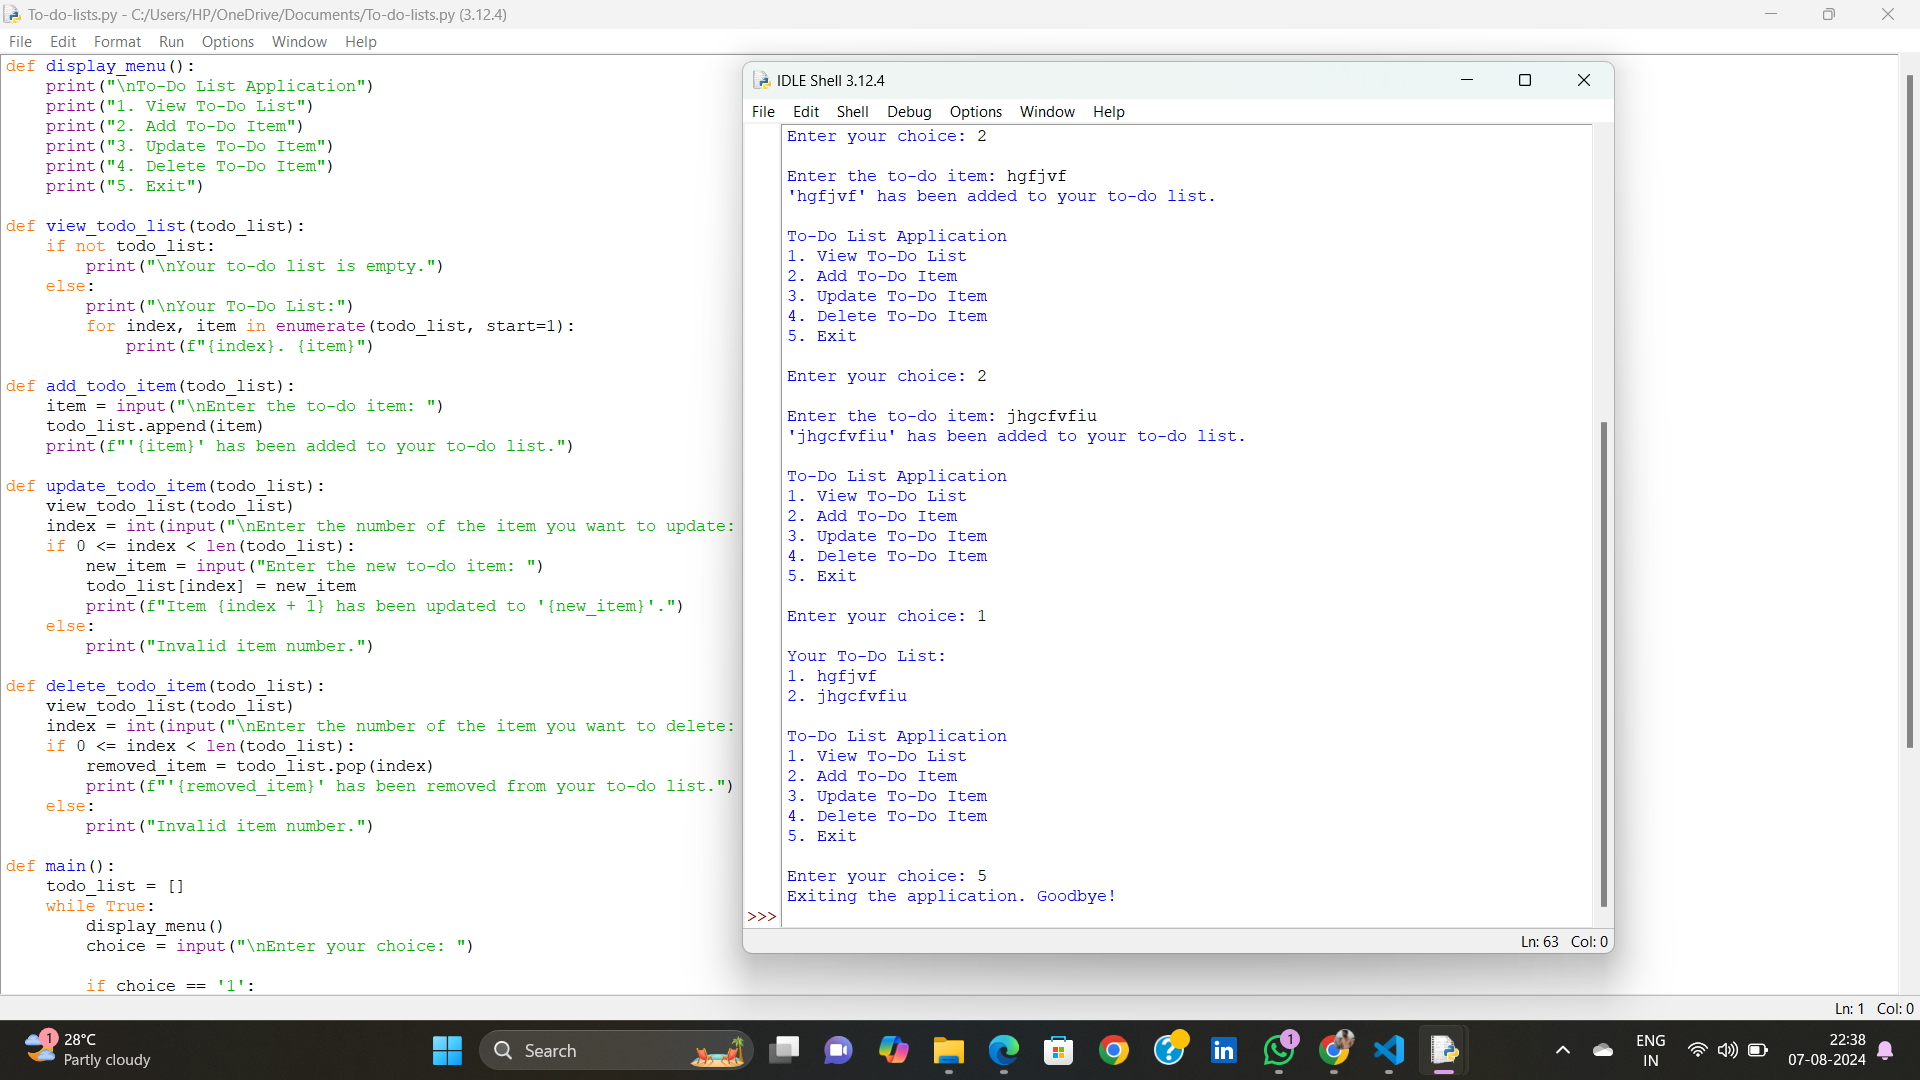 To-do-lists.py - C:/Users/HP/OneDrive/Documents/To-do-lists.py (3.12.4)
File Edit Format Run Options Window Help
def display_menu():
    print("\nTo-Do List Application")
    print("1. View To-Do List")
    print("2. Add To-Do Item")
    print("3. Update To-Do Item")
    print("4. Delete To-Do Item")
    print("5. Exit")
def view_todo_list(todo_list):
    if not todo_list:
        print("\nYour to-do list is empty.")
    else:
        print("\nYour To-Do List:")
        for index, item in enumerate(todo_list, start=1):
            print(f"{index}. {item}")
def add_todo_item(todo_list):
    item = input("\nEnter the to-do item: ")
    todo_list.append(item)
    print(f"'{item}' has been added to your to-do list.")
def update_todo_item(todo_list):
    view_todo_list(todo_list)
    index = int(input("\nEnter the number of the item you want to update:
    if 0 <= index < len(todo_list):
        new_item = input("Enter the new to-do item: ")
        todo_list[index] = new_item
        print(f"Item {index + 1} has been updated to '{new_item}'.")
    else:
        print("Invalid item number.")
def delete_todo_item(todo_list):
    view_todo_list(todo_list)
    index = int(input("\nEnter the number of the item you want to delete:
    if 0 <= index < len(todo_list):
        removed_item = todo_list.pop(index)
        print(f"'{removed_item}' has been removed from your to-do list.")
    else:
        print("Invalid item number.")
def main():
    todo_list = []
    while True:
        display_menu()
        choice = input("\nEnter your choice: ")
        if choice == '1':
IDLE Shell 3.12.4
File Edit Shell Debug Options Window Help
Enter your choice: 2
Enter the to-do item: hgfjvf
'hgfjvf' has been added to your to-do list.
To-Do List Application
1. View To-Do List
2. Add To-Do Item
3. Update To-Do Item
4. Delete To-Do Item
5. Exit
Enter your choice: 2
Enter the to-do item: jhgcfvfiu
'jhgcfvfiu' has been added to your to-do list.
To-Do List Application
1. View To-Do List
2. Add To-Do Item
3. Update To-Do Item
4. Delete To-Do Item
5. Exit
Enter your choice: 1
Your To-Do List:
1. hgfjvf
2. jhgcfvfiu
To-Do List Application
1. View To-Do List
2. Add To-Do Item
3. Update To-Do Item
4. Delete To-Do Item
5. Exit
Enter your choice: 5
Exiting the application. Goodbye!
>>>
Ln: 63 Col: 0
Ln: 1 Col: 0
1
28°C
Partly cloudy
Search
in
1
ENG
IN
22:38
07-08-2024